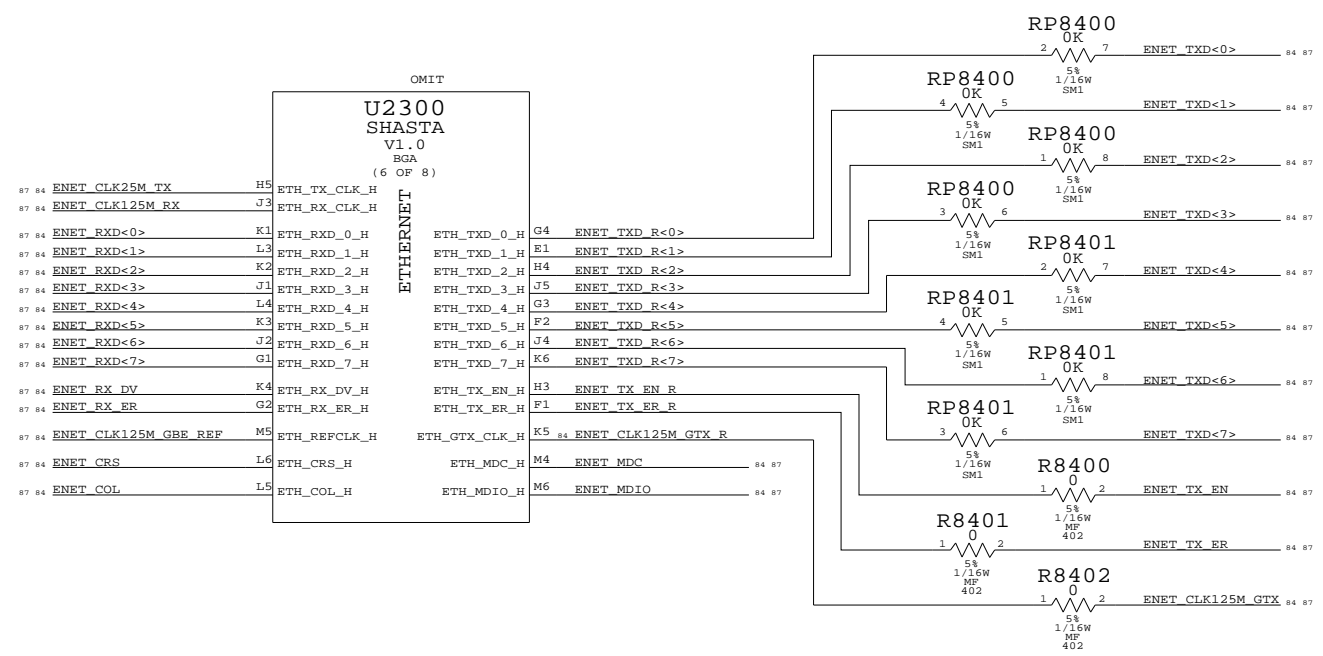 RP8400
0K
2 7 ENET_TXD<0> 84 87
5%
1/16W
SM1
RP8400
0K
4 5 ENET_TXD<1> 84 87
5%
1/16W
SM1
RP8400
0K
1 8 ENET_TXD<2> 84 87
5%
1/16W
SM1
RP8400
0K
3 6 ENET_TXD<3> 84 87
5%
1/16W
SM1
RP8401
0K
2 7 ENET_TXD<4> 84 87
5%
1/16W
SM1
RP8401
0K
4 5 ENET_TXD<5> 84 87
5%
1/16W
SM1
RP8401
0K
1 8 ENET_TXD<6> 84 87
5%
1/16W
SM1
RP8401
0K
3 6 ENET_TXD<7> 84 87
5%
1/16W
SM1
R8400
0
1 2 ENET_TX_EN 84 87
5%
1/16W
MF
402
R8401
0
1 2 ENET_TX_ER 84 87
5%
1/16W
MF
402
R8402
0
1 2 ENET_CLK125M_GTX 84 87
5%
1/16W
MF
402
OMIT
U2300
SHASTA
V1.0
BGA
(6 OF 8)
ETHERNET
87 84 ENET_CLK25M_TX H5 ETH_TX_CLK_H
87 84 ENET_CLK125M_RX J3 ETH_RX_CLK_H
87 84 ENET_RXD<0> K1 ETH_RXD_0_H ETH_TXD_0_H G4 ENET_TXD_R<0>
87 84 ENET_RXD<1> L3 ETH_RXD_1_H ETH_TXD_1_H E1 ENET_TXD_R<1>
87 84 ENET_RXD<2> K2 ETH_RXD_2_H ETH_TXD_2_H H4 ENET_TXD_R<2>
87 84 ENET_RXD<3> J1 ETH_RXD_3_H ETH_TXD_3_H J5 ENET_TXD_R<3>
87 84 ENET_RXD<4> L4 ETH_RXD_4_H ETH_TXD_4_H G3 ENET_TXD_R<4>
87 84 ENET_RXD<5> K3 ETH_RXD_5_H ETH_TXD_5_H F2 ENET_TXD_R<5>
87 84 ENET_RXD<6> J2 ETH_RXD_6_H ETH_TXD_6_H J4 ENET_TXD_R<6>
87 84 ENET_RXD<7> G1 ETH_RXD_7_H ETH_TXD_7_H K6 ENET_TXD_R<7>
87 84 ENET_RX_DV K4 ETH_RX_DV_H ETH_TX_EN_H H3 ENET_TX_EN_R
87 84 ENET_RX_ER G2 ETH_RX_ER_H ETH_TX_ER_H F1 ENET_TX_ER_R
87 84 ENET_CLK125M_GBE_REF M5 ETH_REFCLK_H ETH_GTX_CLK_H K5 84 ENET_CLK125M_GTX_R
87 84 ENET_CRS L6 ETH_CRS_H ETH_MDC_H M4 ENET_MDC 84 87
87 84 ENET_COL L5 ETH_COL_H ETH_MDIO_H M6 ENET_MDIO 84 87